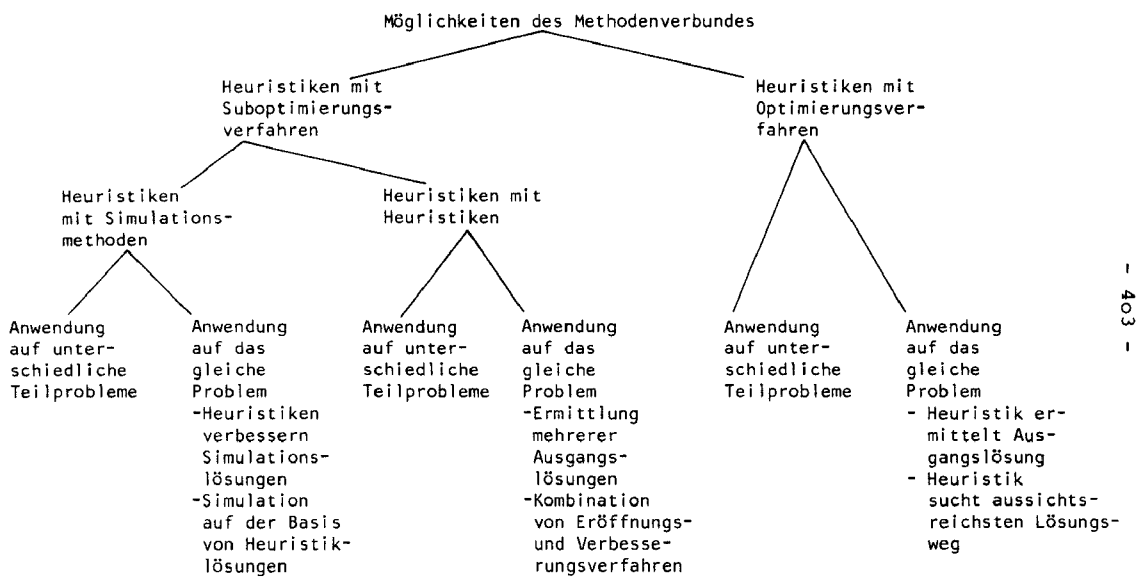 Möglichkeiten des Methodenverbundes
Heuristiken mit
Suboptimierungs-
verfahren
Heuristiken mit
Optimierungsver-
fahren
Heuristiken
mit Simulations-
methoden
Heuristiken mit
Heuristiken
Anwendung
auf unter-
schiedliche
Teilprobleme
Anwendung
auf das
gleiche
Problem
-Heuristiken
verbessern
Simulations-
lösungen
-Simulation
auf der Basis
von Heuristik-
lösungen
Anwendung
auf unter-
schiedliche
Teilprobleme
Anwendung
auf das
gleiche
Problem
-Ermittlung
mehrerer
Ausgangs-
lösungen
-Kombination
von Eröffnungs-
und Verbesse-
rungsverfahren
Anwendung
auf unter-
schiedliche
Teilprobleme
Anwendung
auf das
gleiche
Problem
- Heuristik er-
mittelt Aus-
gangslösung
- Heuristik
sucht aussichts-
reichsten Lösungs-
weg
- 4o3 -